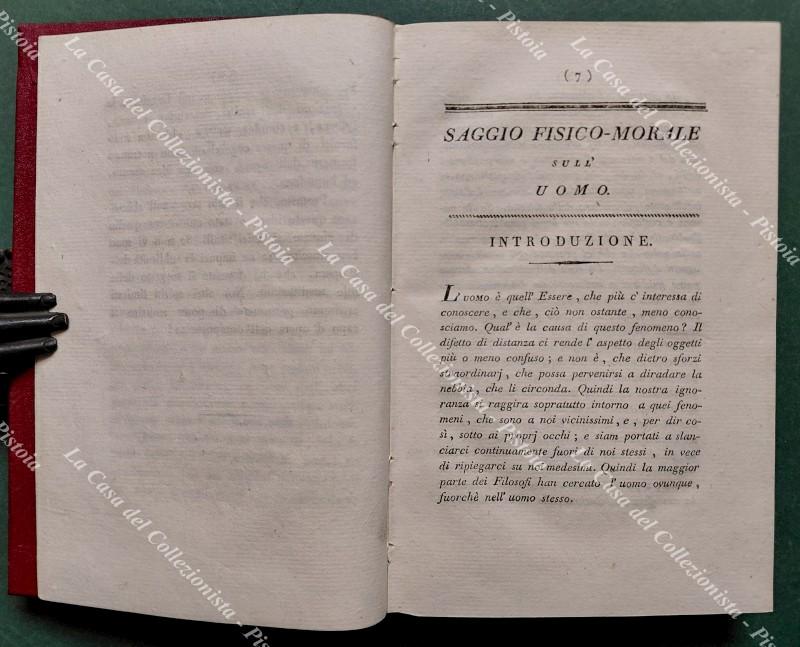 (7)
SAGGIO FISICO-MORALE
SULL'
UOMO.
INTRODUZIONE.
L'UOMO è quell' Essere, che più c' interessa di
conoscere, e che, ciò non ostante, meno cono-
sciamo. Qual' è la causa di questo fenomeno? Il
difetto di distanza ci rende l' aspetto degli oggetti
più o meno confuso; e non è, che dietro sforzi
straordinarj, che possa pervenirsi a diradare la
nebbia, che li circonda. Quindi la nostra igno-
ranza si raggira sopratutto intorno a quei feno-
meni, che sono a noi vicinissimi, e, per dir co-
sì, sotto ai proprj occhi; e siam portati a slan-
ciarci continuamente fuori di noi stessi, in vece
di ripiegarci su noi medesimi. Quindi la maggior
parte dei Filosofi han cercato l' uomo ovunque,
fuorchè nell' uomo stesso.
La Casa del Collezionista - Pistoia